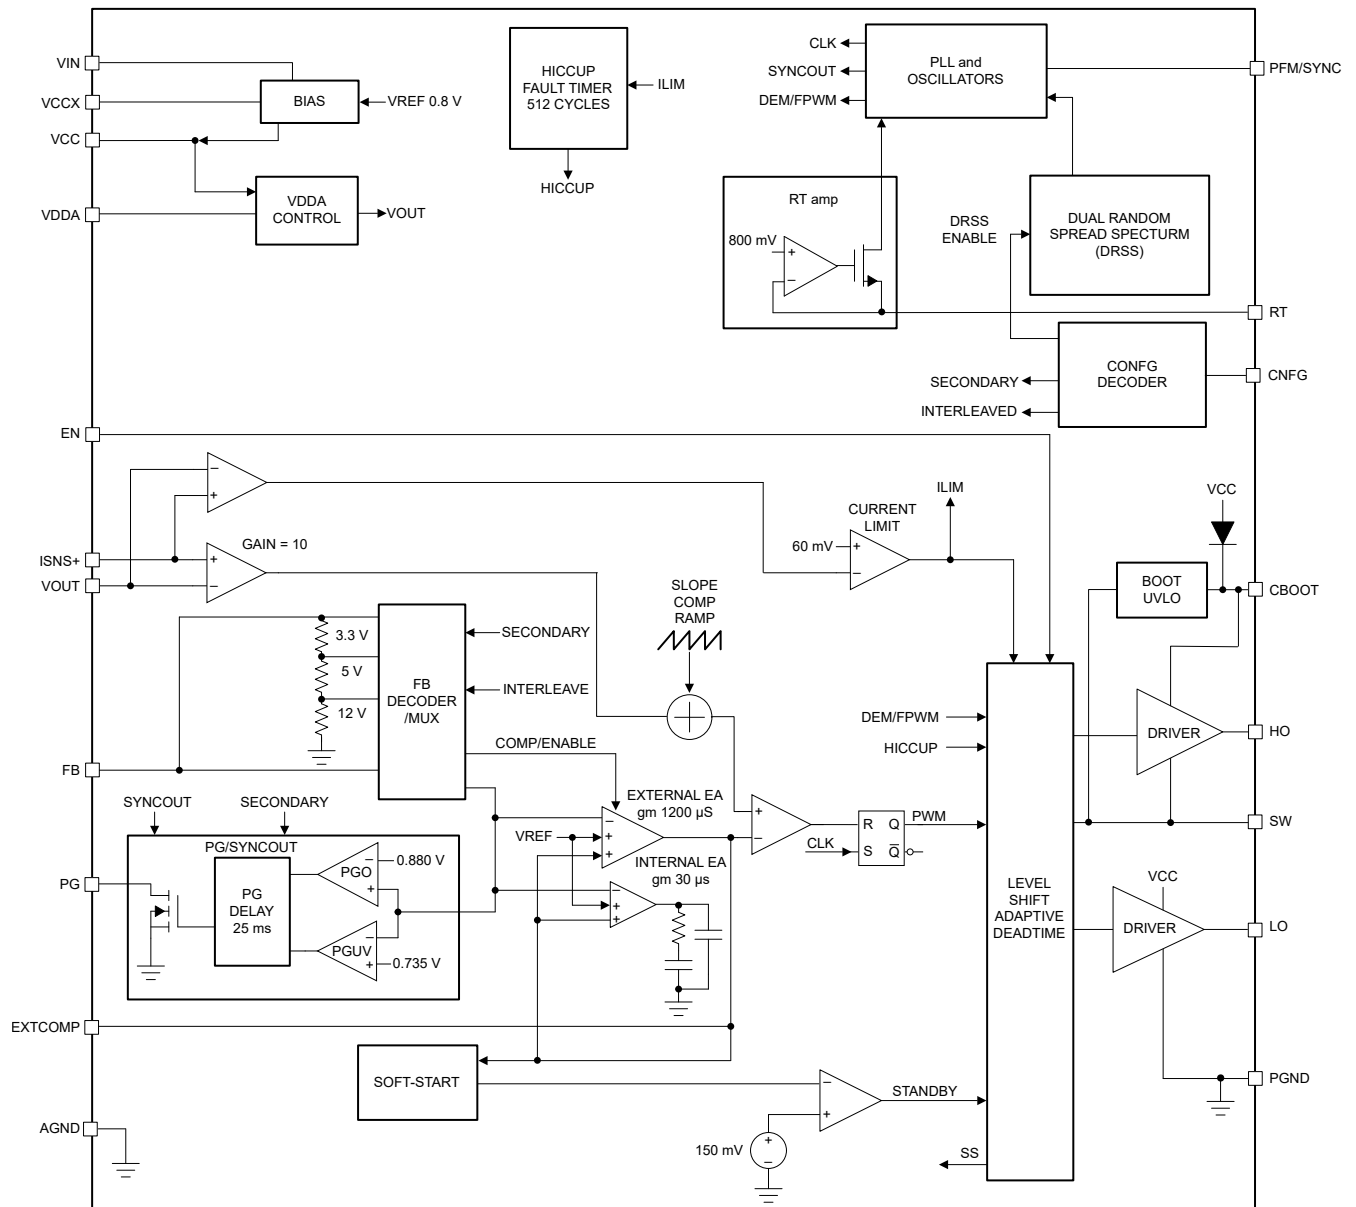 VIN
VCCX
VCC
VDDA
BIAS
VREF 0.8 V
VDDA
CONTROL
VOUT
HICCUP
FAULT TIMER
512 CYCLES
ILIM
HICCUP
CLK
SYNCOUT
DEM/FPWM
PLL and
OSCILLATORS
PFM/SYNC
RT amp
800 mV
+
−
DRSS
ENABLE
DUAL RANDOM
SPREAD SPECTURM
(DRSS)
RT
CONFG
DECODER
CNFG
SECONDARY
INTERLEAVED
EN
−
+
ISNS+
VOUT
GAIN = 10
+
−
ILIM
CURRENT
LIMIT
60 mV
+
−
VCC
BOOT
UVLO
CBOOT
SLOPE
COMP
RAMP
3.3 V
5 V
12 V
FB
DECODER
/MUX
SECONDARY
INTERLEAVE
COMP/ENABLE
FB
DEM/FPWM
HICCUP
DRIVER
HO
SYNCOUT
SECONDARY
EXTERNAL EA
gm 1200 µS
VREF
−
+
+
+
−
R
Q
S
Q
PWM
CLK
SW
PG/SYNCOUT
PG
PG
DELAY
25 ms
PGO
−
+
0.880 V
PGUV
−
+
0.735 V
INTERNAL EA
gm 30 µs
−
+
+
LEVEL
SHIFT
ADAPTIVE
DEADTIME
VCC
DRIVER
LO
EXTCOMP
SOFT-START
−
+
STANDBY
PGND
AGND
150 mV
+
−
SS